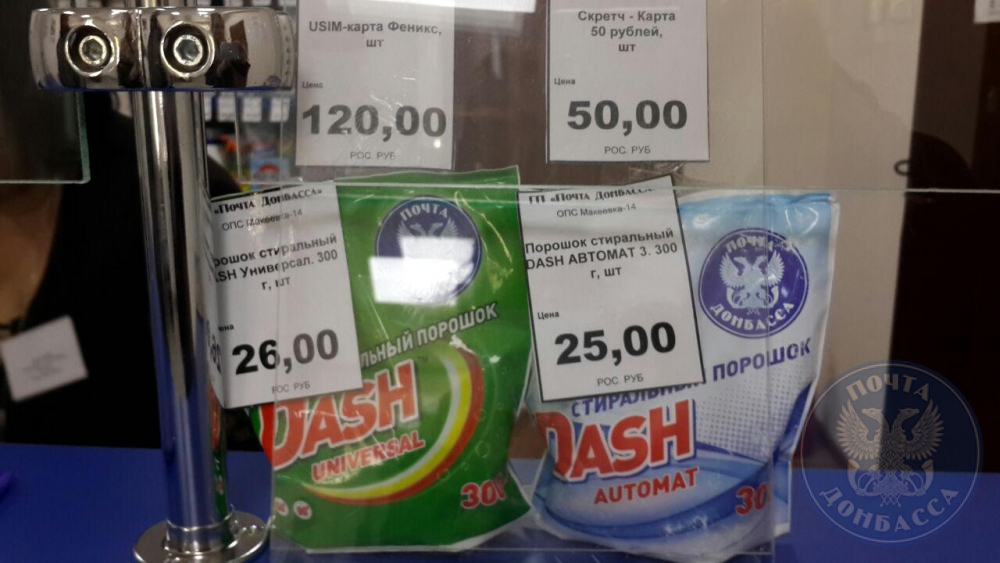 USIM-карта Феникс,
шт
Цена
120,00
РОС. РУБ
Скретч - Карта
50 рублей,
шт
Цена
50,00
РОС. РУБ
«Почта Донбасса»
ОПС Макеевка-14
Порошок стиральный
DASH Универсал. 300
г, шт
Цена
26,00
РОС. РУБ
ПОЧТА
ЛЬНЫЙ ПОРОШОК
DASH
UNIVERSAL
300
ГП «Почта Донбасса»
ОПС Макеевка-14
Порошок стиральный
DASH АВТОМАТ 3. 300
г, шт
Цена
25,00
РОС. РУБ
ПОЧТА
ДОНБАССА
СТИРАЛЬНЫЙ ПОРОШОК
DASH
AUTOMAT
30
ПОЧТА
ДОНБАССА